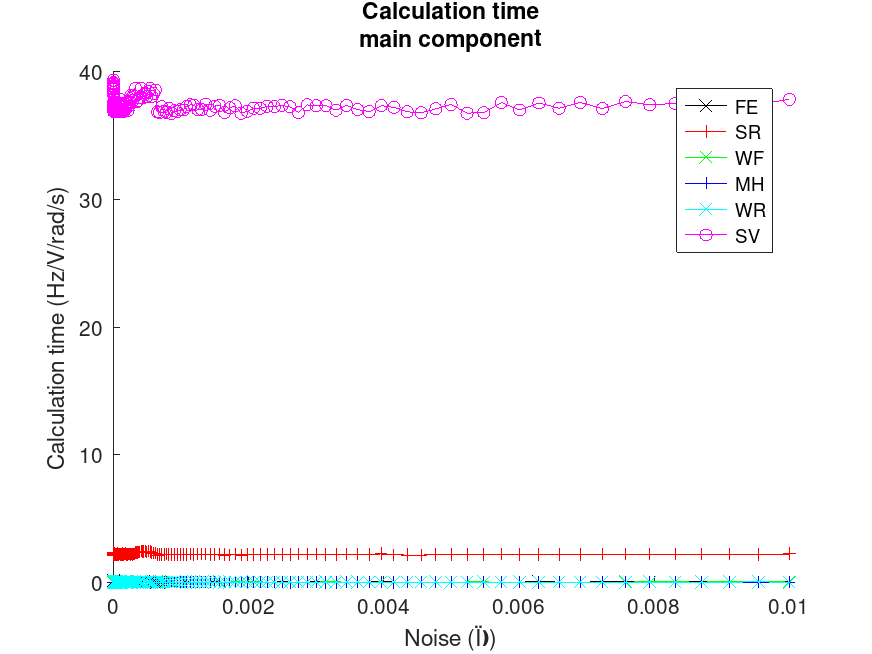 Calculation time
main component
40
30
20
10
0
Calculation time (Hz/V/rad/s)
FE
SR
WF
MH
WR
SV
0
0.002
0.004
0.006
0.008
0.01
Noise (Ï)